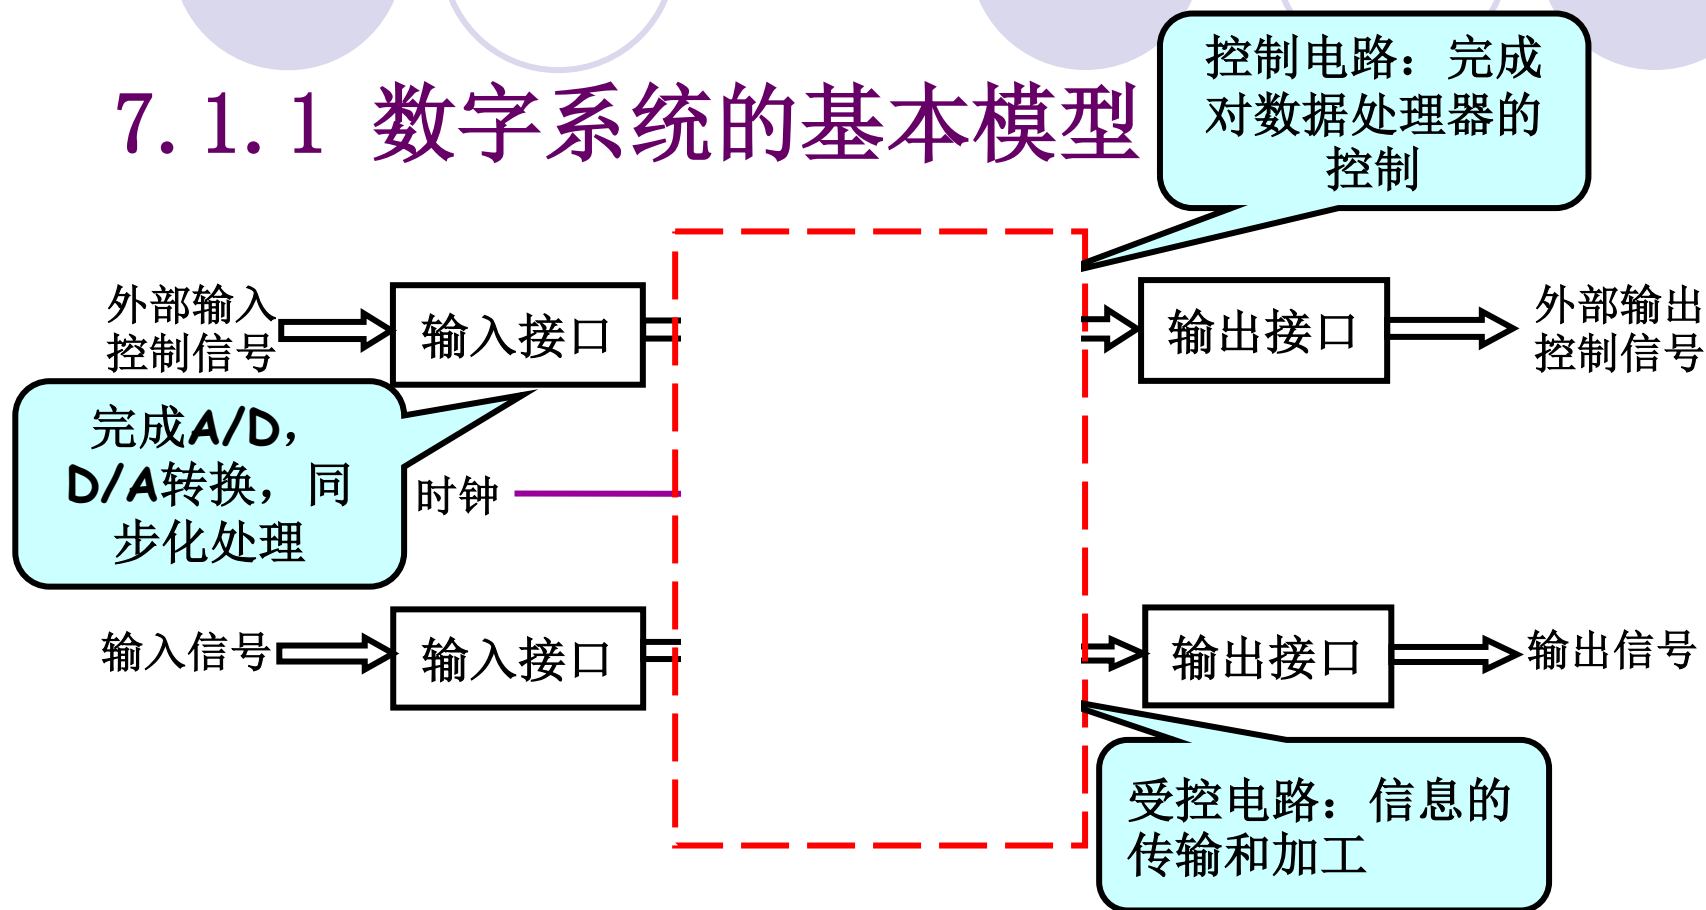 7.1.1 数字系统的基本模型
控制电路：完成
对数据处理器的
控制
外部输入
控制信号
输入接口
输出接口
外部输出
控制信号
完成A/D，
D/A转换，同
步化处理
时钟
输入信号
输入接口
输出接口
输出信号
受控电路：信息的
传输和加工